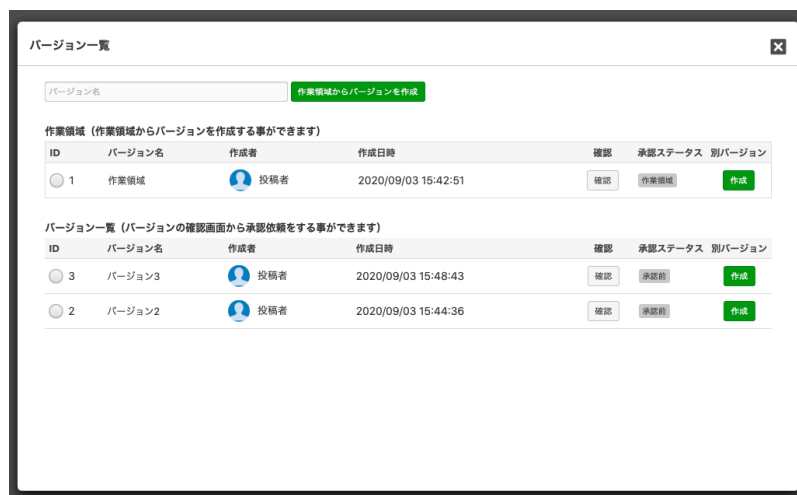 バージョン一覧
バージョン名 作業領域からバージョンを作成
作業領域（作業領域からバージョンを作成する事ができます）
ID バージョン名 作成者 作成日時 確認 承認ステータス 別バージョン
1 作業領域 投稿者 2020/09/03 15:42:51 確認 作業領域 作成
バージョン一覧（バージョンの確認画面から承認依頼をする事ができます）
ID バージョン名 作成者 作成日時 確認 承認ステータス 別バージョン
3 バージョン3 投稿者 2020/09/03 15:48:43 確認 承認前 作成
2 バージョン2 投稿者 2020/09/03 15:44:36 確認 承認前 作成